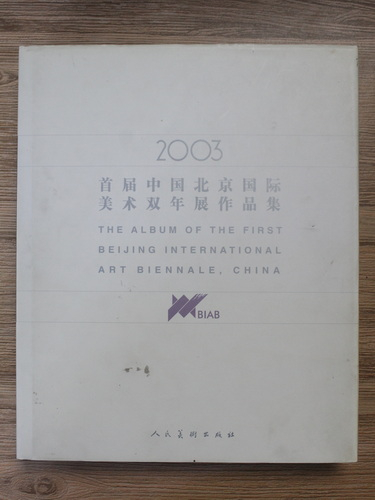 2003
首届中国北京国际
美术双年展作品集
THE ALBUM OF THE FIRST
BEIJING INTERNATIONAL
ART BIENNALE, CHINA
BIAB
人民美术出版社